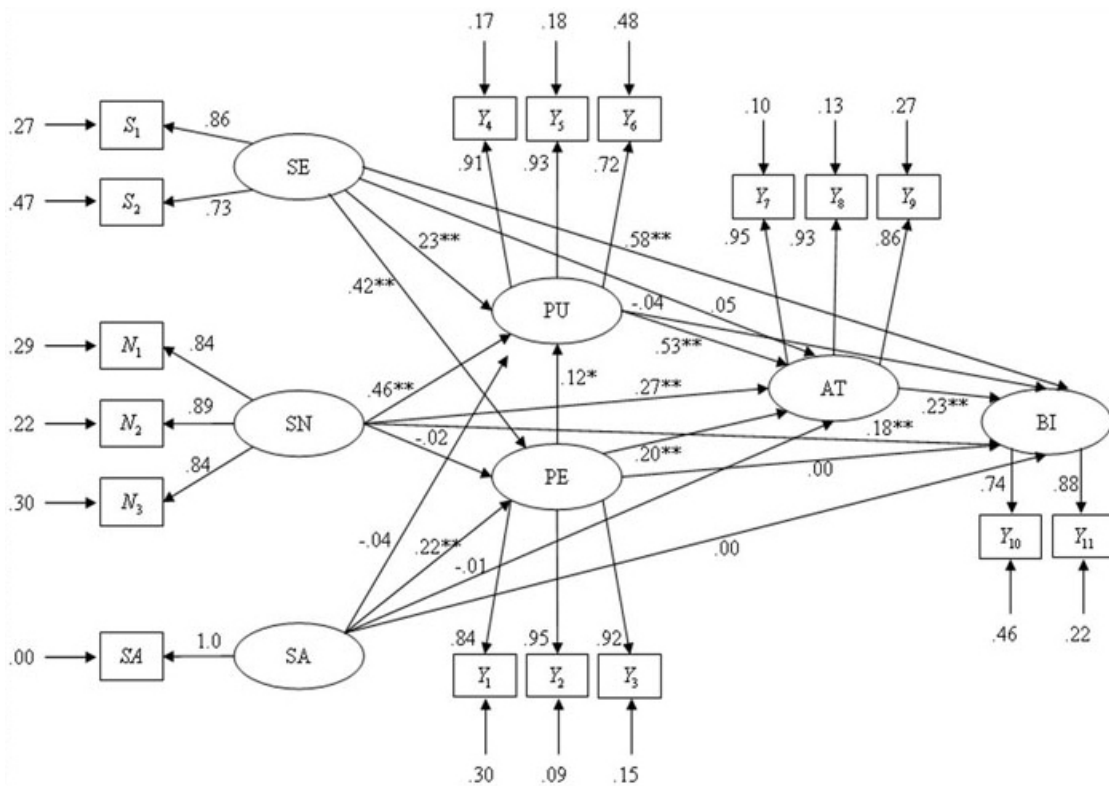 .17 .18 .48
Y4 Y5 Y6
.10 .13 .27
.27 S1 .86
SE
.91 .93 .72
Y7 Y8 Y9
.47 S2 .73
.95 .93 .86
.58**
.23**
.42**
PU -.04 .05
.53**
.29 N1 .84
.46** .12* .27** AT .23**
.22 N2 .89 SN
.18** BI
-.02
.20** .00
PE
.84
.30 N3
.74 .88
-.04 .22** -.01 .00
Y10 Y11
.00 SA 1.0 SA
.84 .95 .92
.46 .22
Y1 Y2 Y3
.30 .09 .15